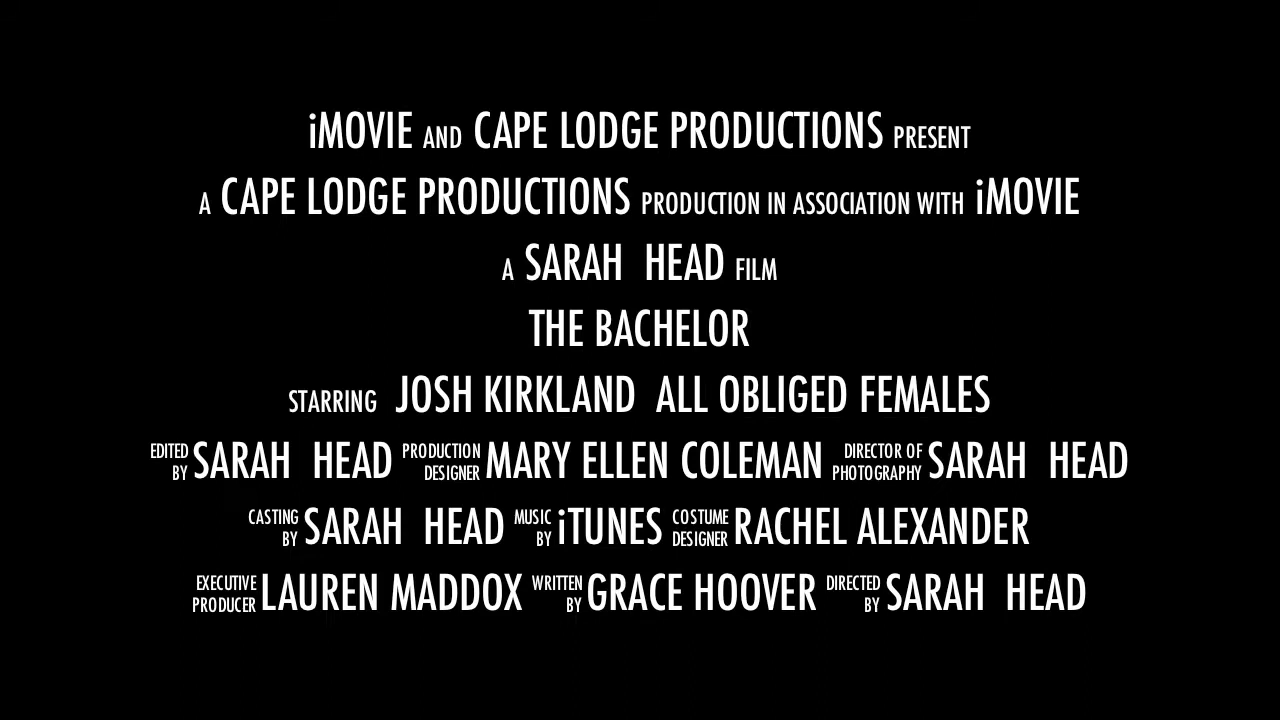 iMOVIE AND CAPE LODGE PRODUCTIONS PRESENT
A CAPE LODGE PRODUCTIONS PRODUCTION IN ASSOCIATION WITH iMOVIE
A SARAH HEAD FILM
THE BACHELOR
STARRING JOSH KIRKLAND ALL OBLIGED FEMALES
EDITED BY SARAH HEAD PRODUCTION DESIGNER MARY ELLEN COLEMAN DIRECTOR OF PHOTOGRAPHY SARAH HEAD
CASTING BY SARAH HEAD MUSIC BY iTUNES COSTUME DESIGNER RACHEL ALEXANDER
EXECUTIVE PRODUCER LAUREN MADDOX WRITTEN BY GRACE HOOVER DIRECTED BY SARAH HEAD